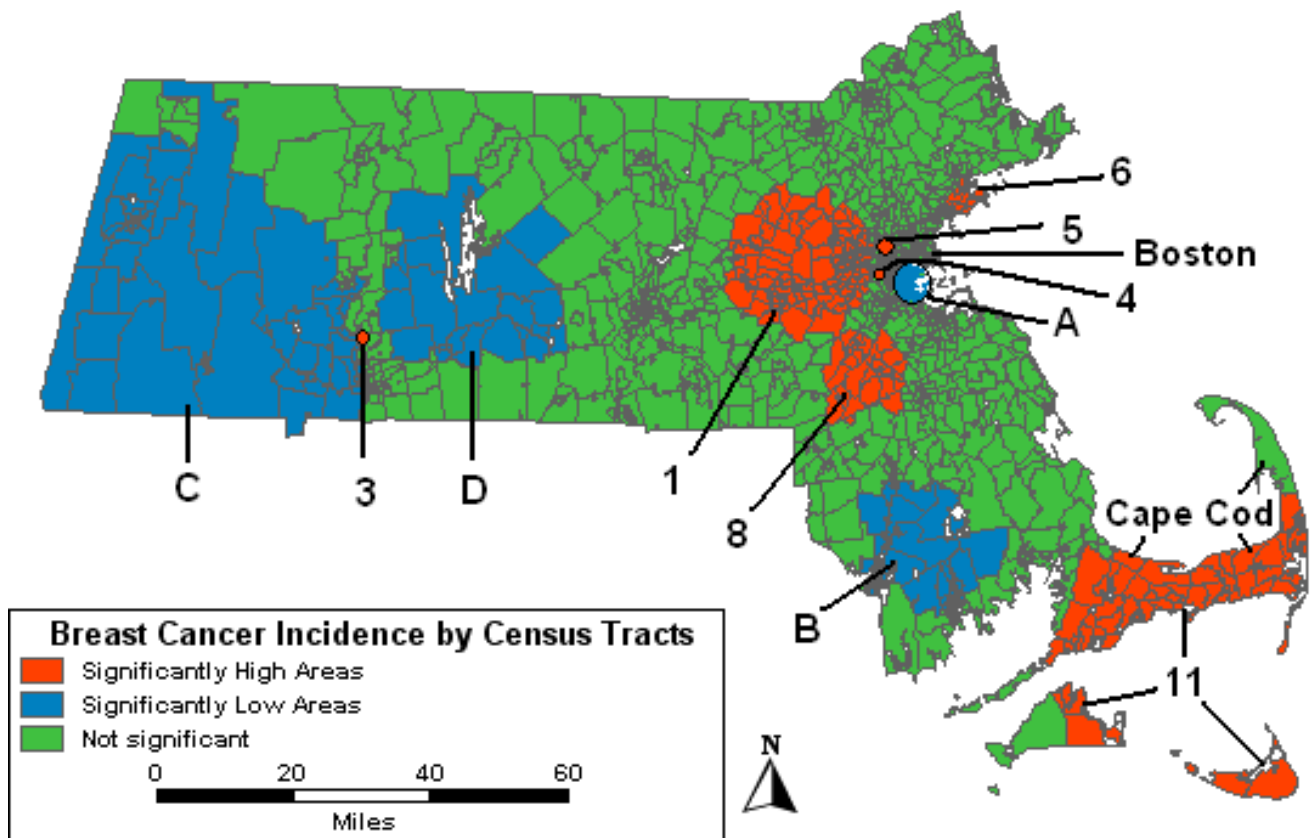 6
5
Boston
4
A
C
3
D
1
8
Cape Cod
B
11
Breast Cancer Incidence by Census Tracts
Significantly High Areas
Significantly Low Areas
Not significant
0 20 40 60
Miles
N